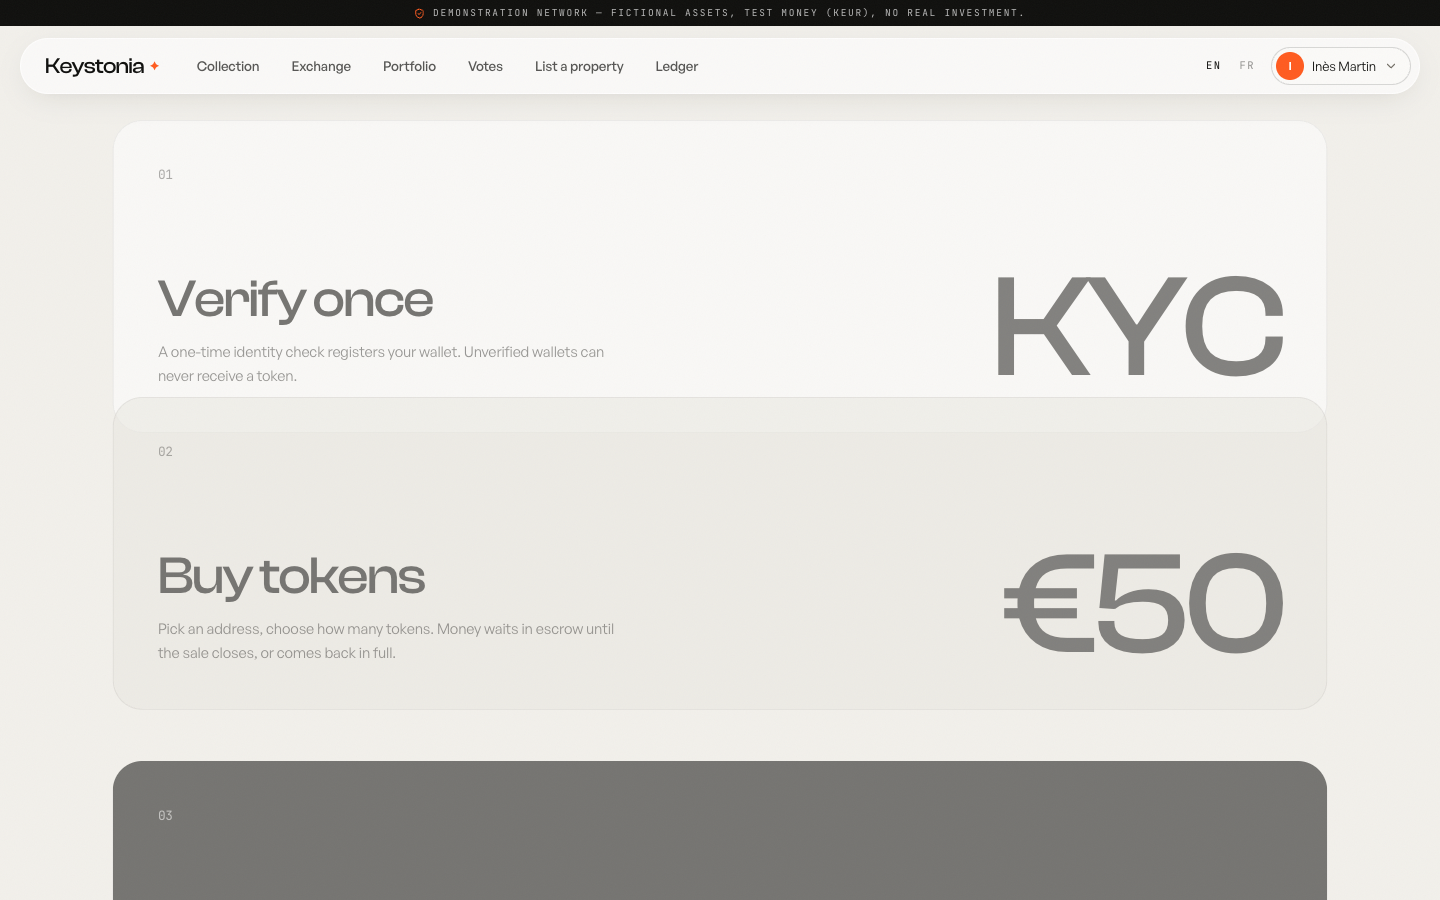 DEMONSTRATION NETWORK — FICTIONAL ASSETS, TEST MONEY (KEUR), NO REAL INVESTMENT.
Keystonia Collection Exchange Portfolio Votes List a property Ledger EN FR I Inès Martin
01
Verify once
KYC
A one-time identity check registers your wallet. Unverified wallets can
never receive a token.
02
Buy tokens
€50
Pick an address, choose how many tokens. Money waits in escrow until
the sale closes, or comes back in full.
03